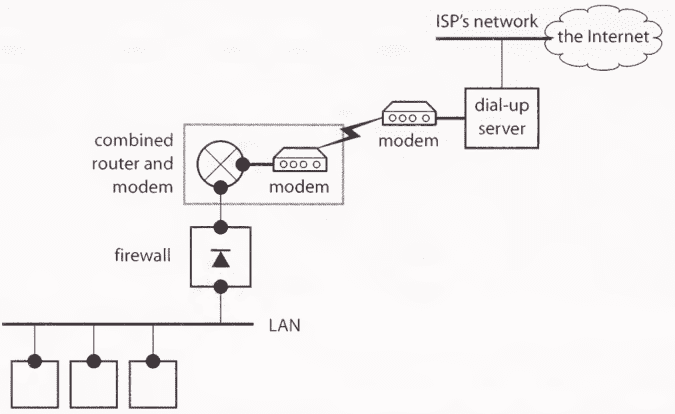 ISP's network
the Internet
dial-up
server
modem
combined
router and
modem
modem
firewall
LAN